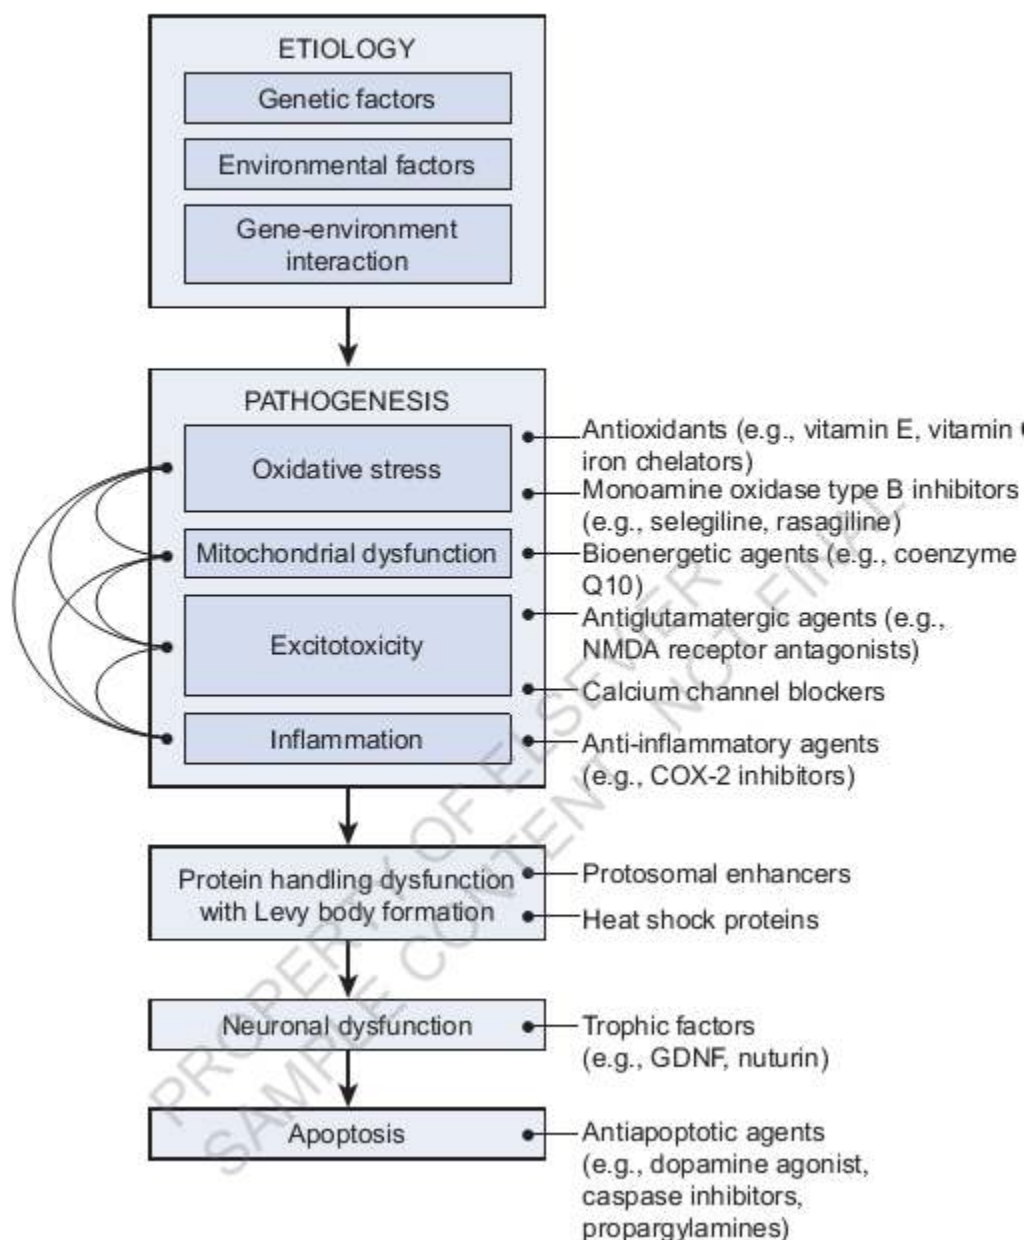 ETIOLOGY
Genetic factors
Environmental factors
Gene-environment
interaction
PATHOGENESIS
Oxidative stress
Antioxidants (e.g., vitamin E, vitamin
iron chelators)
Monoamine oxidase type B inhibitors
(e.g., selegiline, rasagiline)
Mitochondrial dysfunction
Bioenergetic agents (e.g., coenzyme
Q10)
Excitotoxicity
Antiglutamatergic agents (e.g.,
NMDA receptor antagonists)
Calcium channel blockers
Inflammation
Anti-inflammatory agents
(e.g., COX-2 inhibitors)
Protein handling dysfunction
with Levy body formation
Protosomal enhancers
Heat shock proteins
Neuronal dysfunction
Trophic factors
(e.g., GDNF, nuturin)
Apoptosis
Antiapoptotic agents
(e.g., dopamine agonist,
caspase inhibitors,
propargylamines)
PROPERTY OF ELSEVIER
SAMPLE CONTENT NOT FINAL